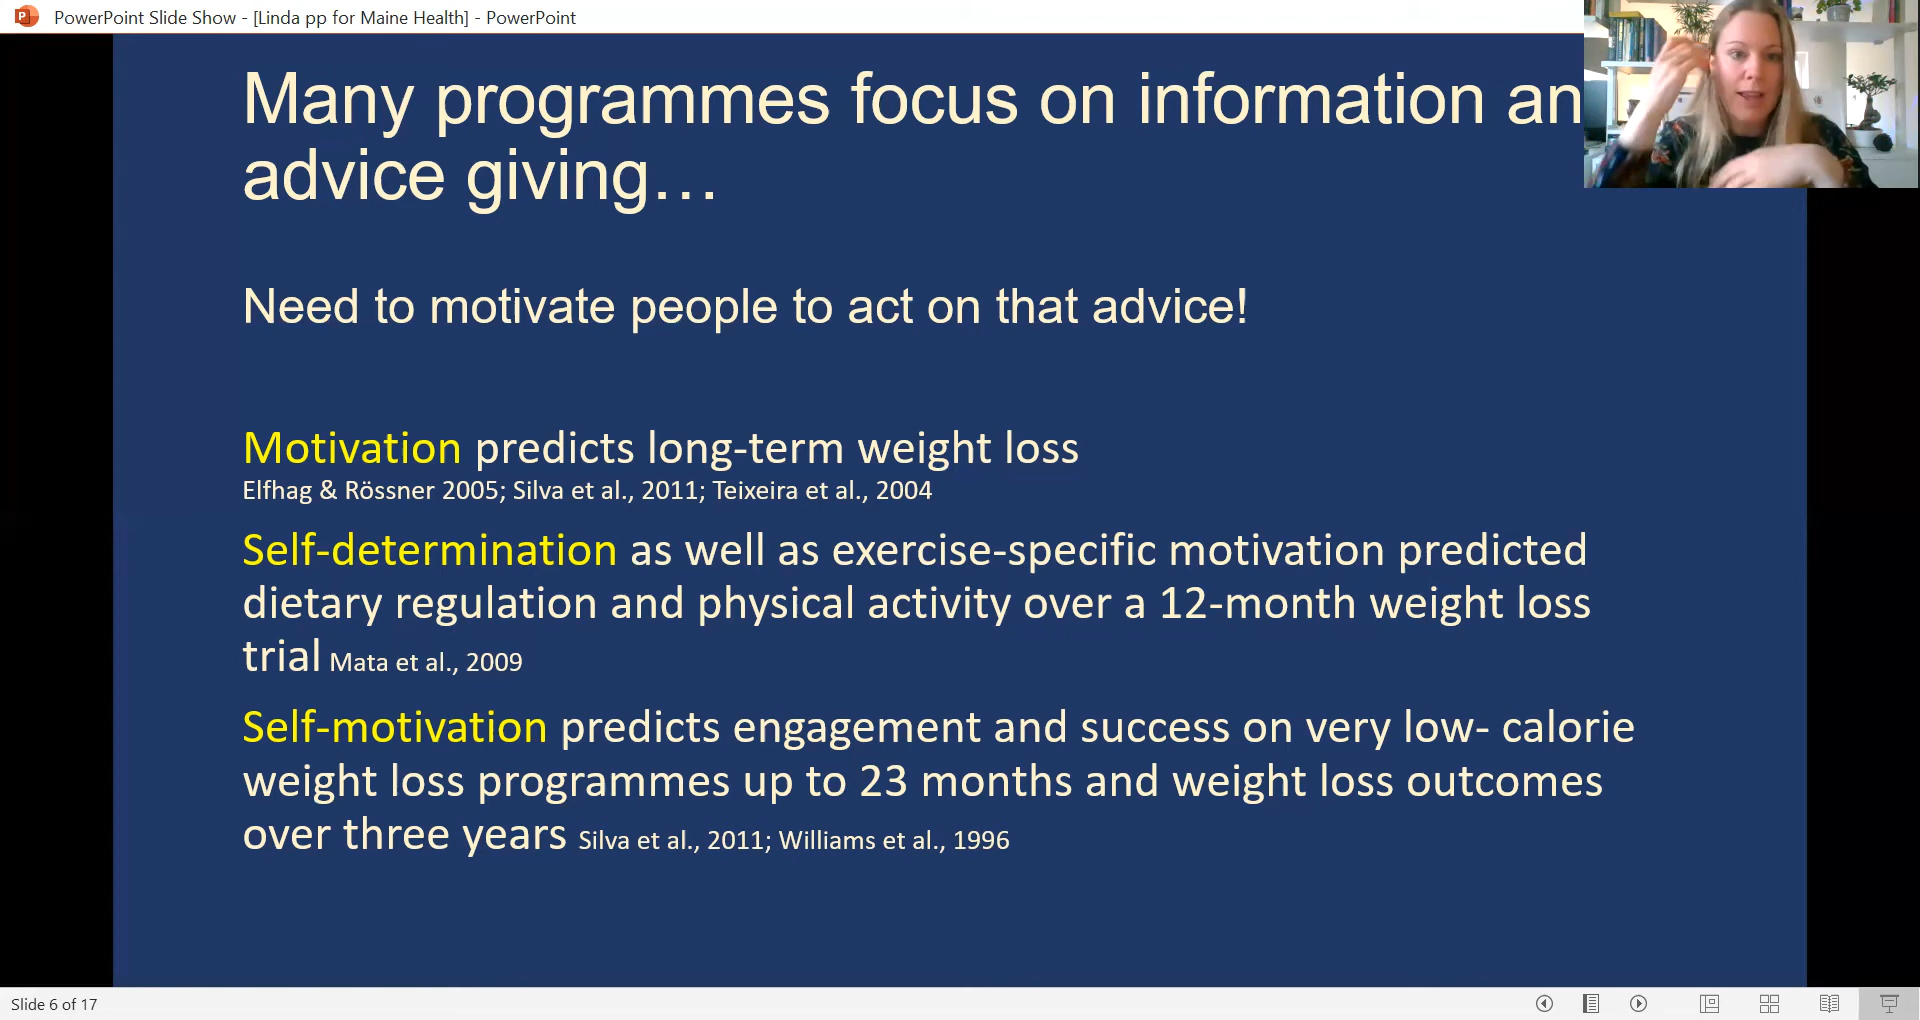 PowerPoint Slide Show - [Linda pp for Maine Health] - PowerPoint
Many programmes focus on information an
advice giving…
Need to motivate people to act on that advice!
Motivation predicts long-term weight loss
Elfhag & Rössner 2005; Silva et al., 2011; Teixeira et al., 2004
Self-determination as well as exercise-specific motivation predicted
dietary regulation and physical activity over a 12-month weight loss
trial Mata et al., 2009
Self-motivation predicts engagement and success on very low- calorie
weight loss programmes up to 23 months and weight loss outcomes
over three years Silva et al., 2011; Williams et al., 1996
Slide 6 of 17